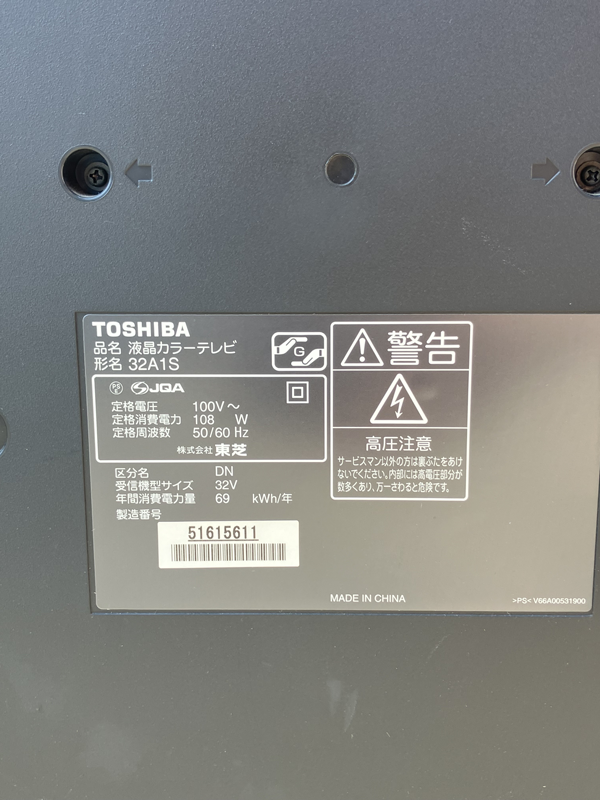 TOSHIBA
品名 液晶カラーテレビ
形名 32A1S
G
PS
E
JQA
定格電圧 100V～
定格消費電力 108 W
定格周波数 50/60 Hz
株式会社 東芝
区分名 DN
受信機型サイズ 32V
年間消費電力量 69 kWh/年
製造番号
51615611
警告
高圧注意
サービスマン以外の方は裏ぶたをあけ
ないでください。内部には高電圧部分が
数多くあり、万一さわると危険です。
MADE IN CHINA
>PS< V66A00531900